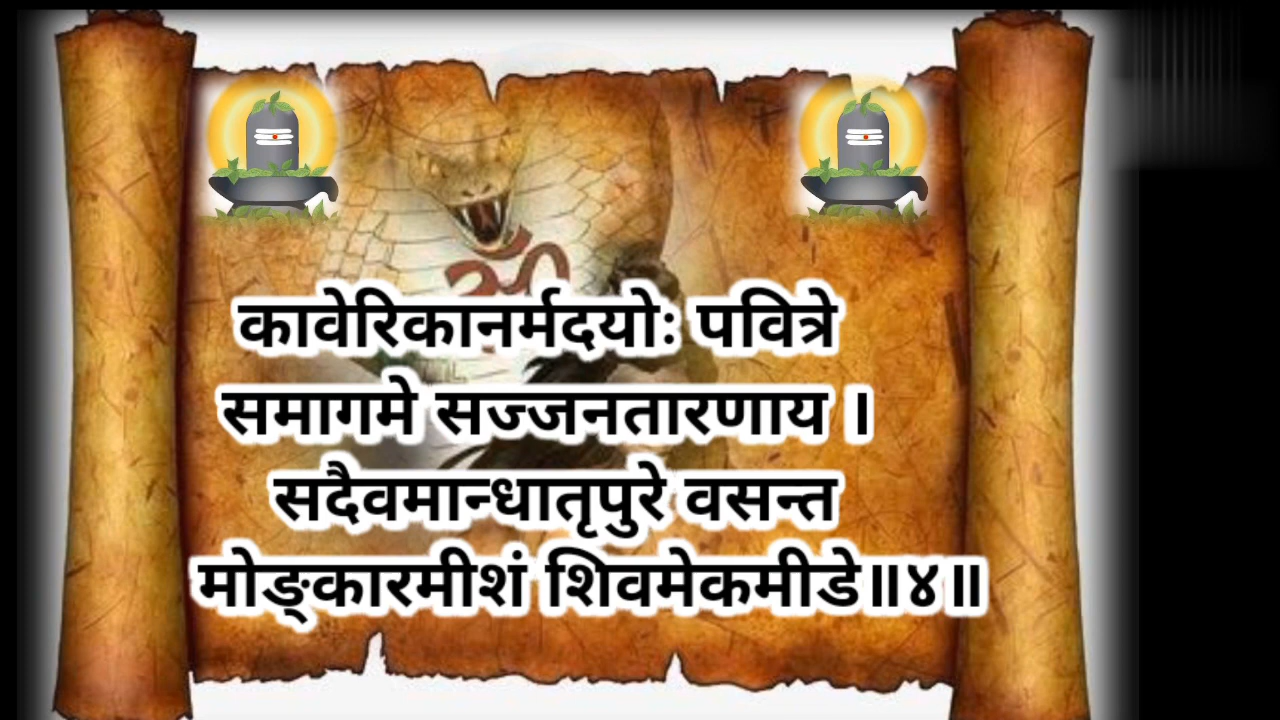 ॐ
कावेरिकानर्मदयोः पवित्रे
समागमे सज्जनतारणाय ।
सदैवमान्धातृपुरे वसन्त
मोङ्कारमीशं शिवमेकमीडे॥४॥